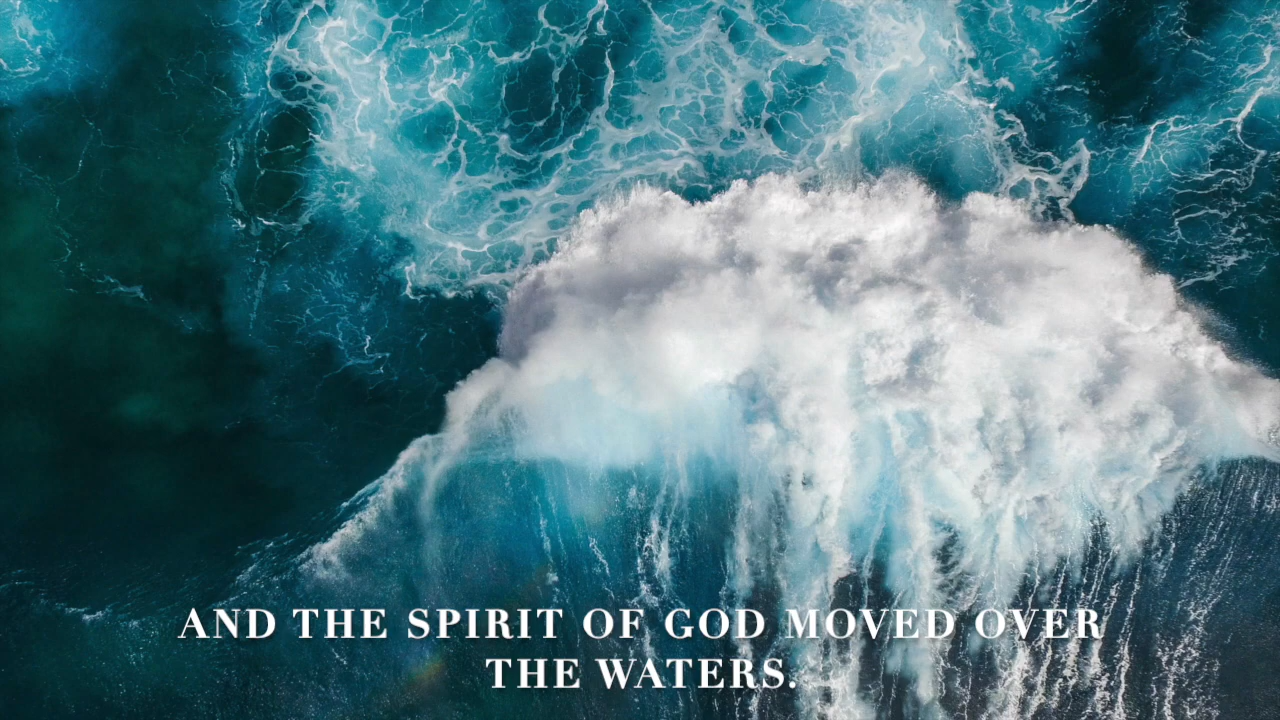 AND THE SPIRIT OF GOD MOVED OVER
THE WATERS.